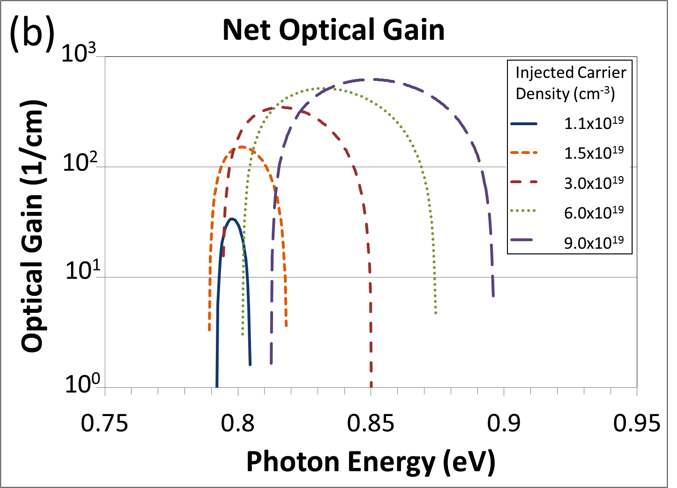 (b)
Net Optical Gain
Optical Gain (1/cm)
10³
10²
10¹
10⁰
Injected Carrier
Density (cm⁻³)
1.1x10¹⁹
1.5x10¹⁹
3.0x10¹⁹
6.0x10¹⁹
9.0x10¹⁹
0.75 0.8 0.85 0.9 0.95
Photon Energy (eV)